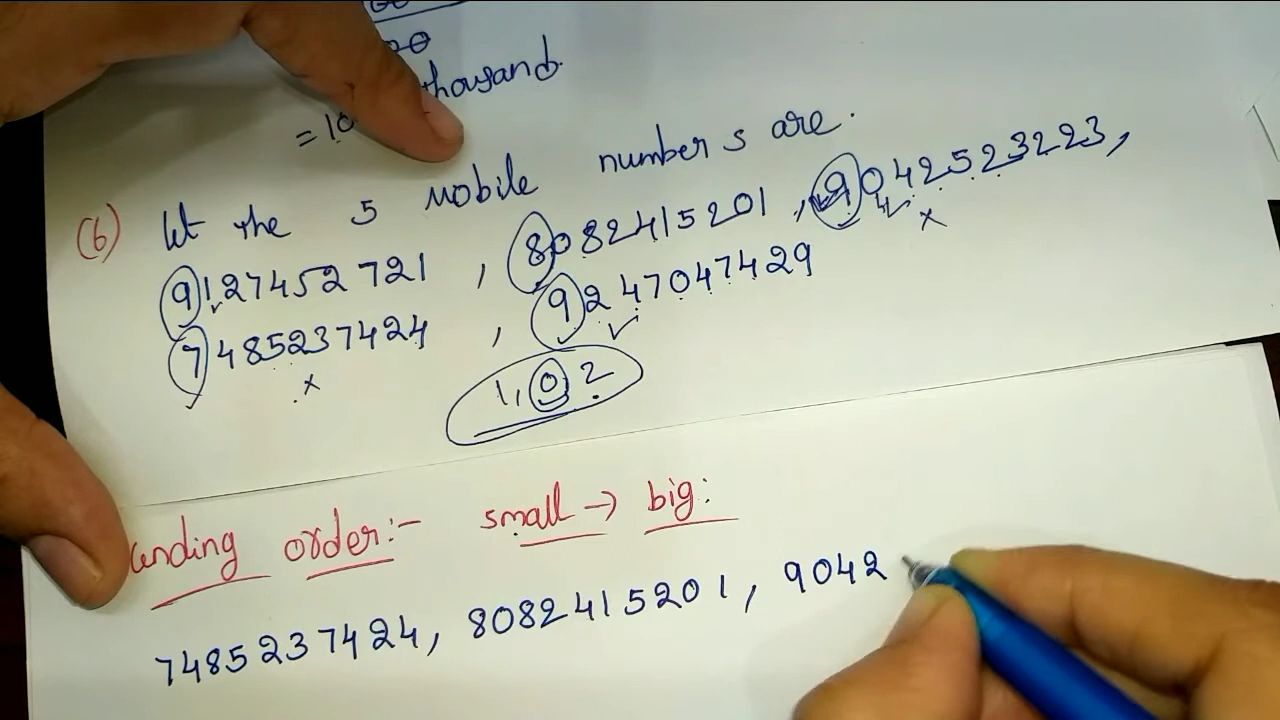 thousand.
= 10
(6) Let the 5 mobile numbers are.
9127452721, 8082415201, 9042523223,
7485237424, 9247047429
1, 0 2
anding order:- small → big:
7485237424, 8082415201, 9042